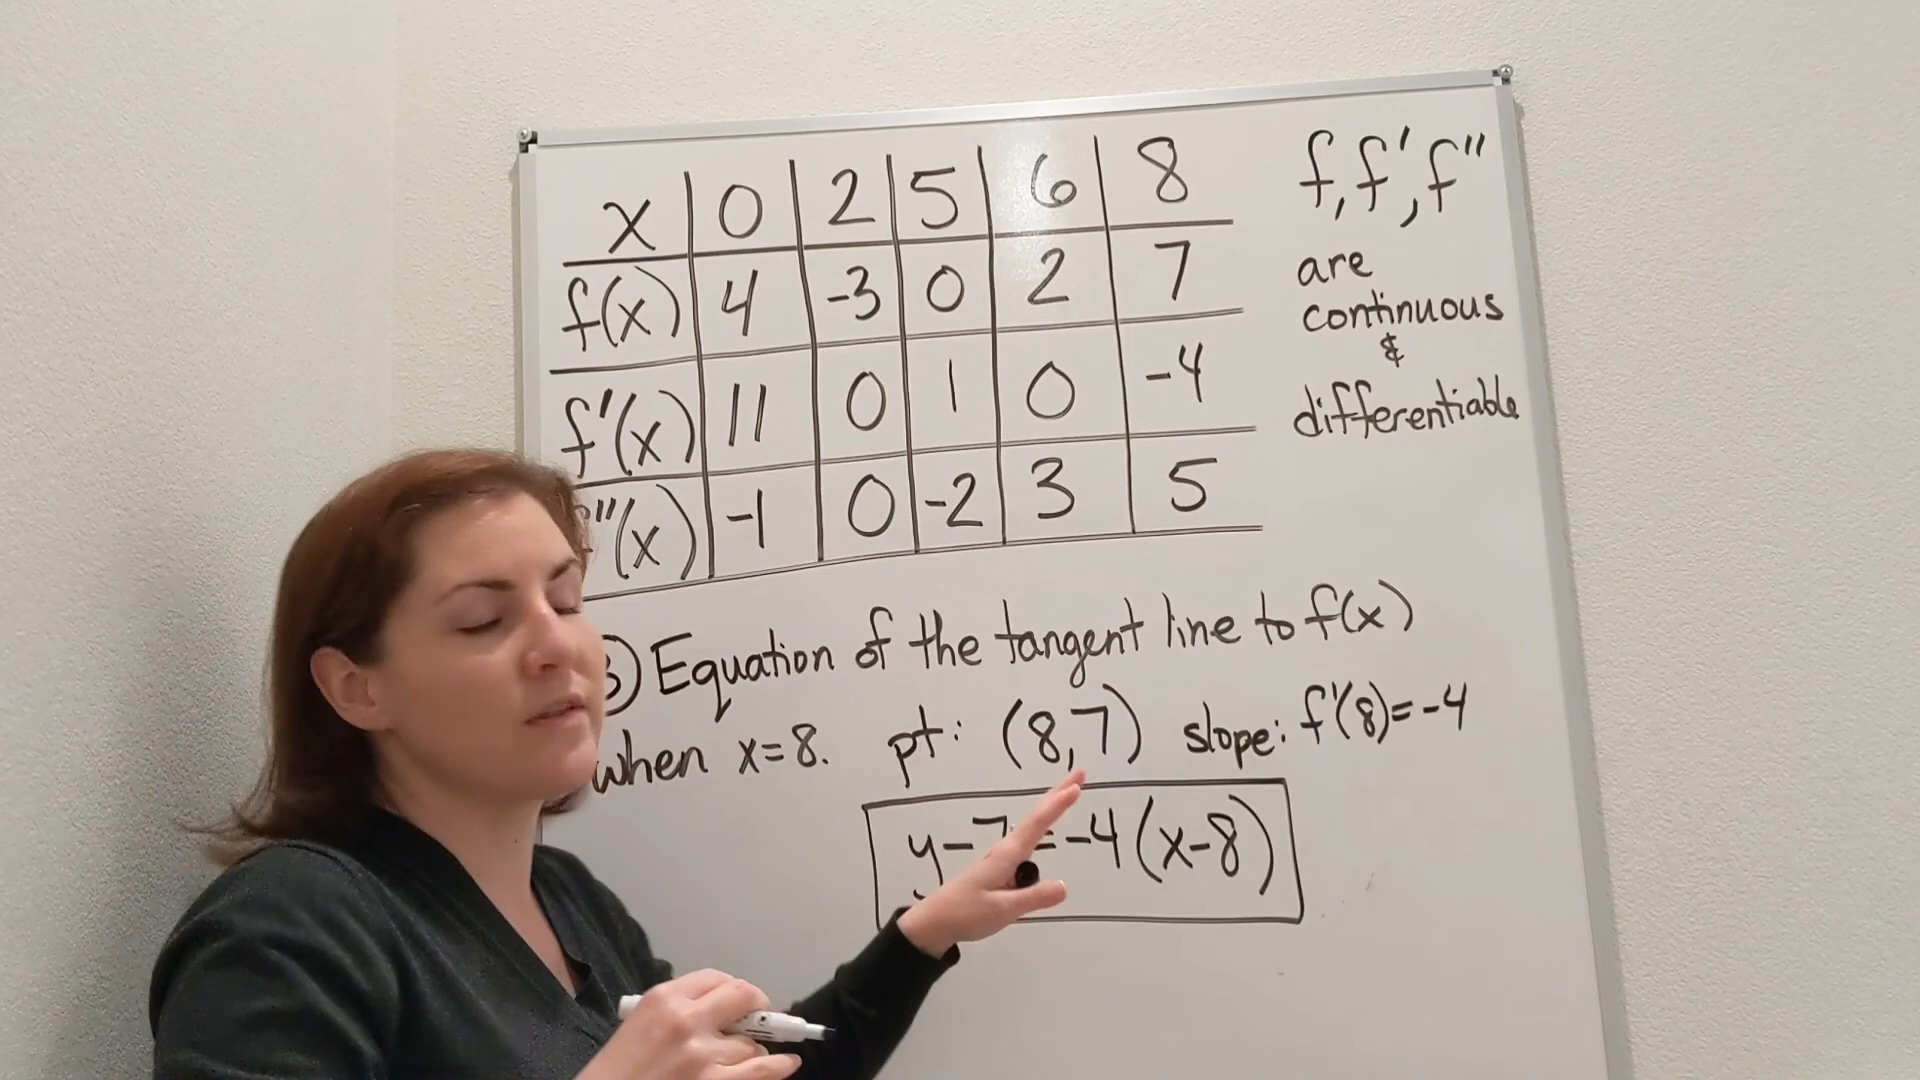 x 0 2 5 6 8
f(x) 4 -3 0 2 7
f'(x) 11 0 1 0 -4
"(x) -1 0 -2 3 5
f, f', f"
are
continuous
&
differentiable
3) Equation of the tangent line to f(x)
when x=8. pt: (8,7) slope: f'(8)=-4
y-7=-4(x-8)